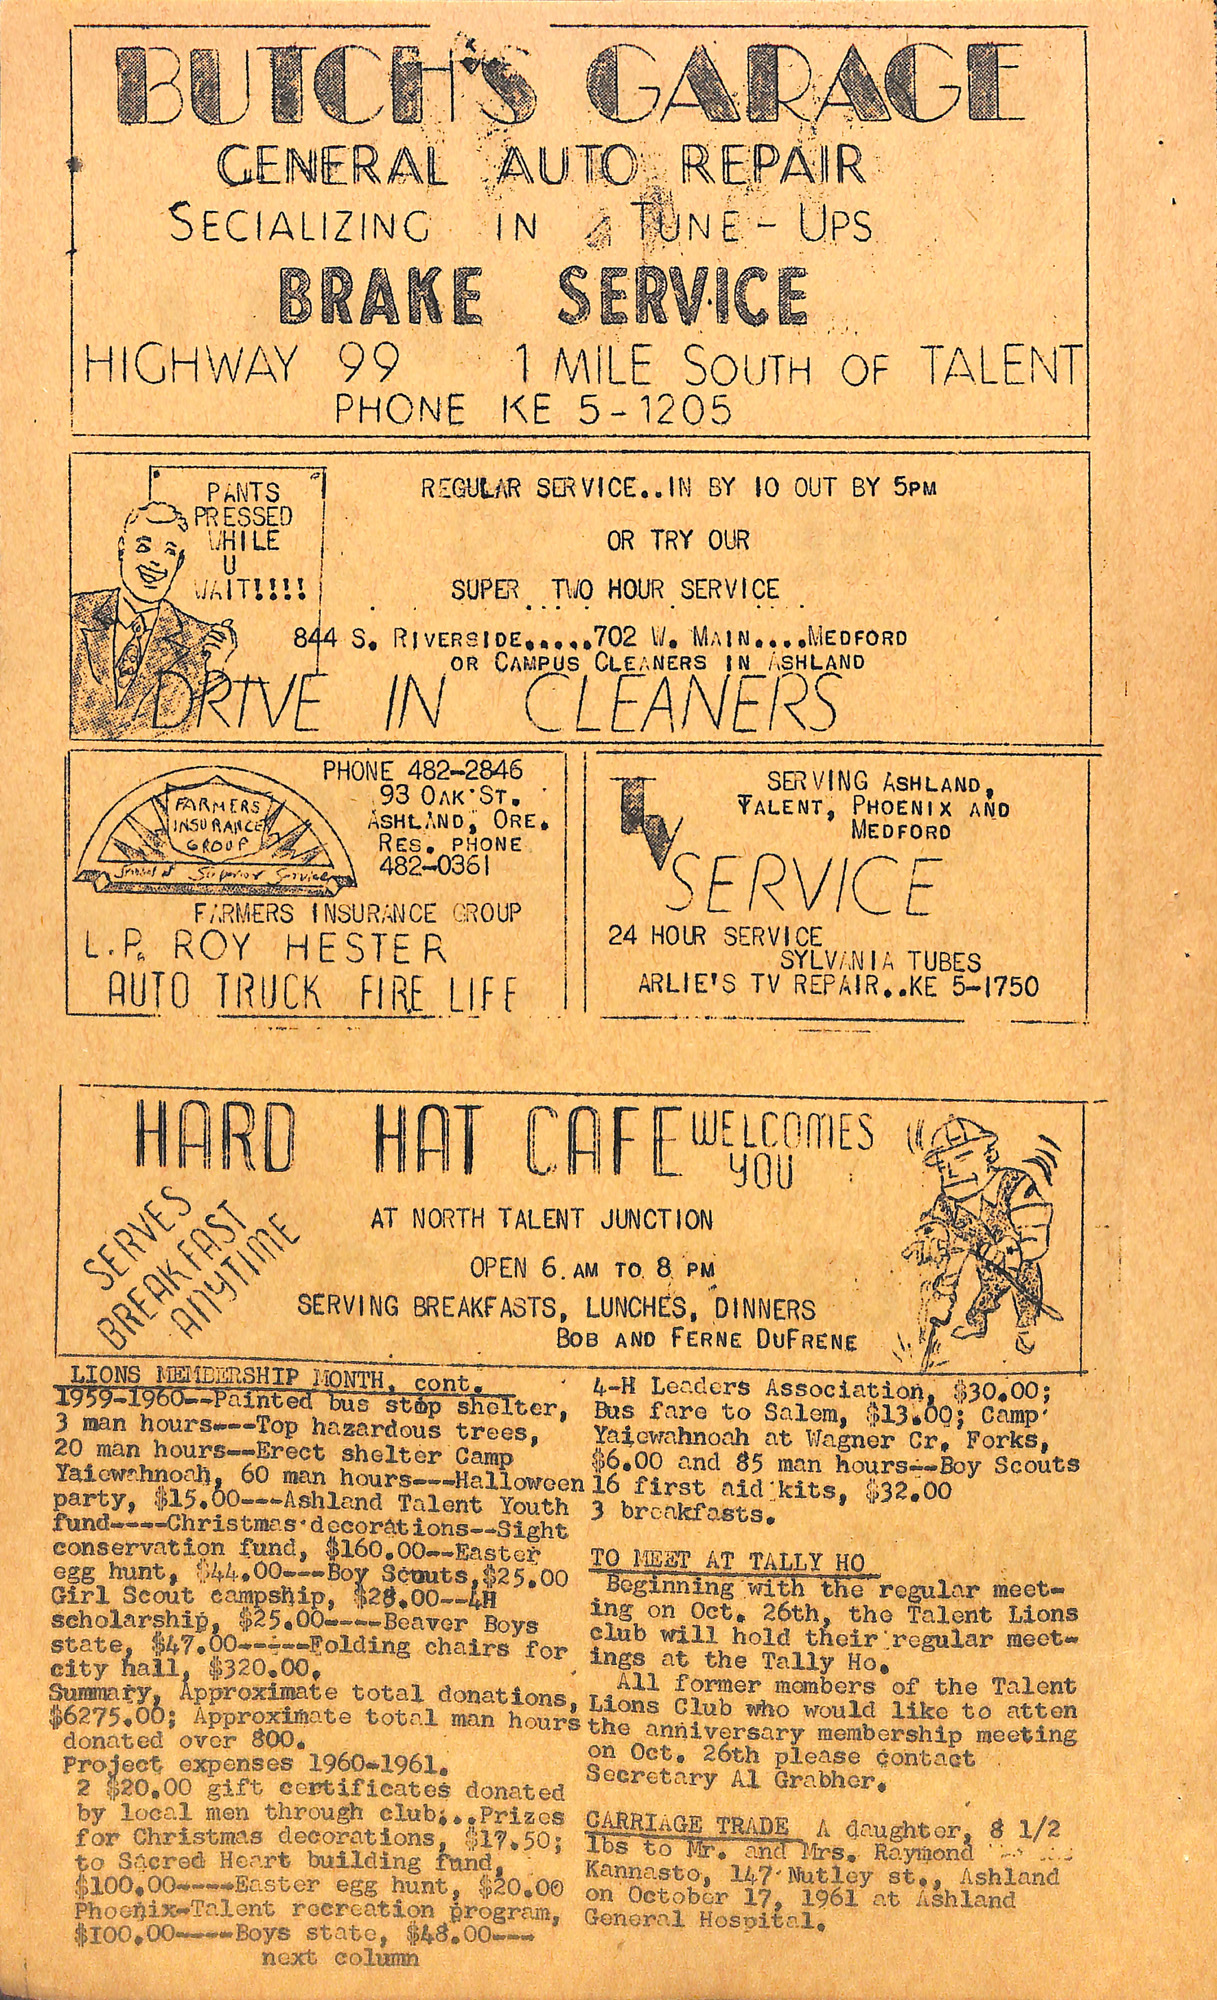 BUTCH'S GARAGE
GENERAL AUTO REPAIR
SECIALIZING IN TUNE-UPS
BRAKE SERVICE
HIGHWAY 99 1 MILE SOUTH OF TALENT
PHONE KE 5-1205
PANTS
PRESSED
WHILE
U
WAIT!!!!
REGULAR SERVICE..IN BY 10 OUT BY 5PM
OR TRY OUR
SUPER TWO HOUR SERVICE
844 S. RIVERSIDE.....702 W. MAIN....MEDFORD
OR CAMPUS CLEANERS IN ASHLAND
DRIVE IN CLEANERS
FARMERS
INSURANCE
GROUP
Symbol of Superior Service
PHONE 482-2846
93 OAK ST.
ASHLAND, ORE.
RES. PHONE
482-0361
FARMERS INSURANCE GROUP
L.P. ROY HESTER
AUTO TRUCK FIRE LIFE
TV
SERVING ASHLAND,
TALENT, PHOENIX AND
MEDFORD
SERVICE
24 HOUR SERVICE
SYLVANIA TUBES
ARLIE'S TV REPAIR..KE 5-1750
HARD HAT CAFE WELCOMES
YOU
SERVES
BREAKFAST
ANYTIME
AT NORTH TALENT JUNCTION
OPEN 6. AM TO 8 PM
SERVING BREAKFASTS, LUNCHES, DINNERS
BOB AND FERNE DUFRENE
LIONS MEMBERSHIP MONTH, cont.
1959-1960--Painted bus stop shelter,
3 man hours---Top hazardous trees,
20 man hours--Erect shelter Camp
Yaiewahnoah, 60 man hours---Halloween
party, $15.00---Ashland Talent Youth
fund----Christmas decorations--Sight
conservation fund, $160.00--Easter
egg hunt, $44.00---Boy Scouts,$25.00
Girl Scout campship, $28.00--4H
scholarship, $25.00----Beaver Boys
state, $47.00-----Folding chairs for
city hall, $320.00.
Summary, Approximate total donations,
$6275.00; Approximate total man hours
donated over 800.
Project expenses 1960-1961.
2 $20.00 gift certificates donated
by local men through club;..Prizes
for Christmas decorations, $17.50;
to Sacred Heart building fund,
$100.00----Easter egg hunt, $20.00
Phoenix-Talent recreation program,
$100.00----Boys state, $48.00---
next column
4-H Leaders Association, $30.00;
Bus fare to Salem, $13.00; Camp
Yaiewahnoah at Wagner Cr. Forks,
$6.00 and 85 man hours--Boy Scouts
16 first aid kits, $32.00
3 breakfasts.
TO MEET AT TALLY HO
Beginning with the regular meet-
ing on Oct. 26th, the Talent Lions
club will hold their regular meet-
ings at the Tally Ho.
All former members of the Talent
Lions Club who would like to atten
the anniversary membership meeting
on Oct. 26th please contact
Secretary Al Grabher.
CARRIAGE TRADE A daughter, 8 1/2
lbs to Mr. and Mrs. Raymond
Kannasto, 147 Nutley st., Ashland
on October 17, 1961 at Ashland
General Hospital.